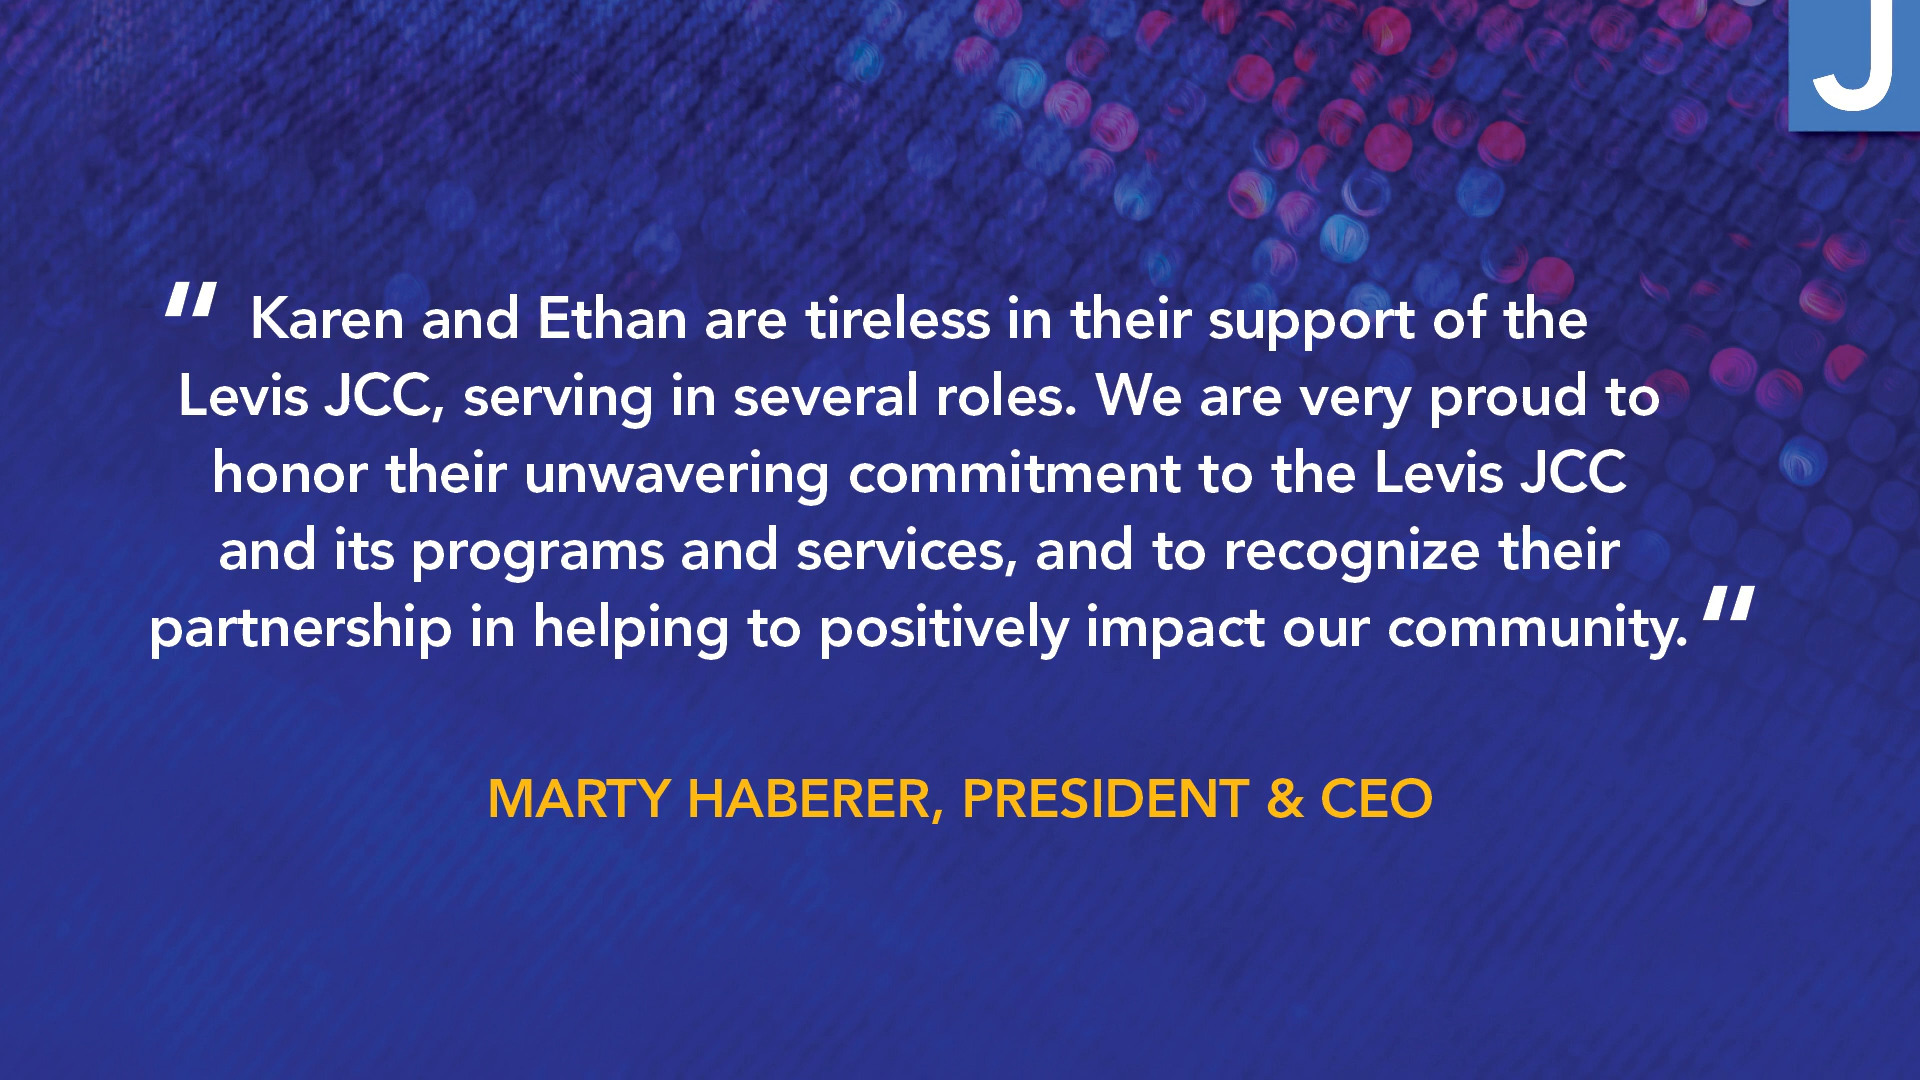 J
" Karen and Ethan are tireless in their support of the
Levis JCC, serving in several roles. We are very proud to
honor their unwavering commitment to the Levis JCC
and its programs and services, and to recognize their
partnership in helping to positively impact our community. "
MARTY HABERER, PRESIDENT & CEO